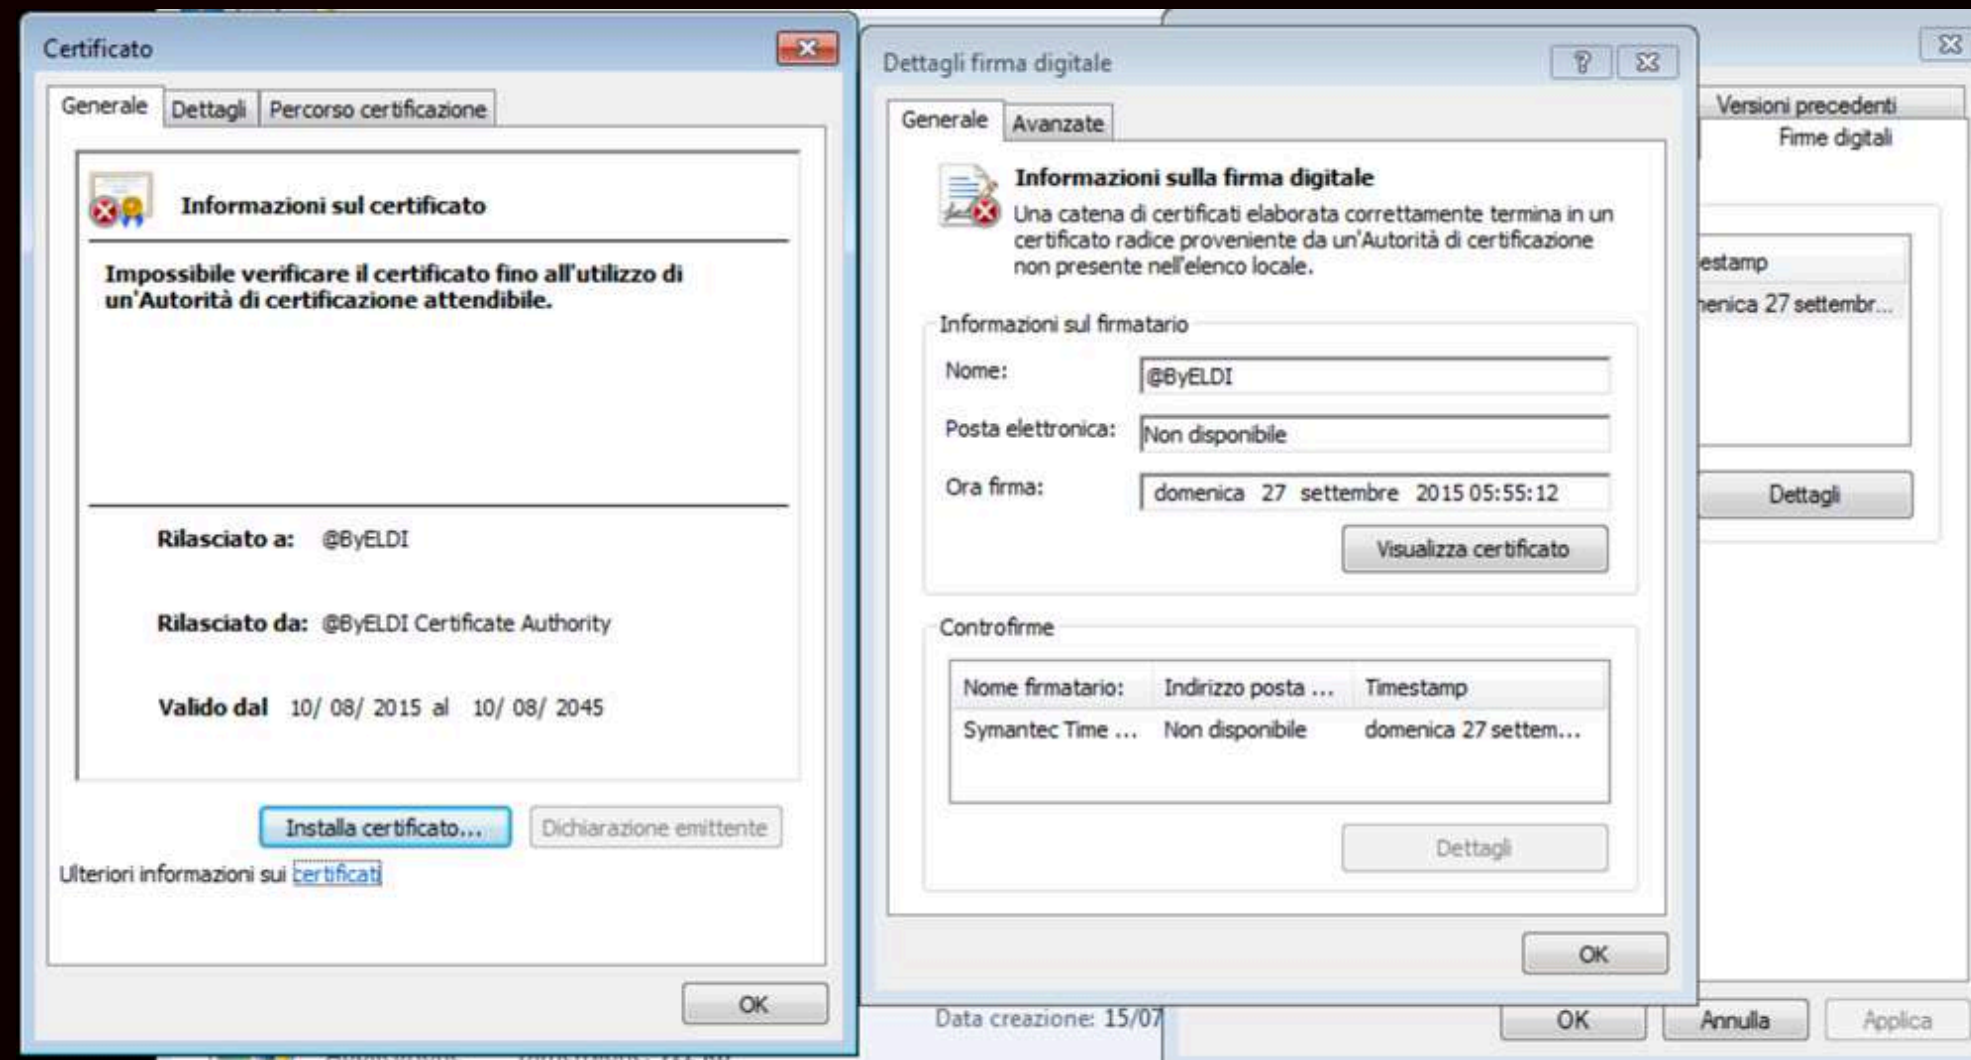 Certificato
Generale
Dettagli
Percorso certificazione
Informazioni sul certificato
Impossibile verificare il certificato fino all'utilizzo di
un'Autorità di certificazione attendibile.
Rilasciato a: @ByELDI
Rilasciato da: @ByELDI Certificate Authority
Valido dal 10/ 08/ 2015 al 10/ 08/ 2045
Installa certificato...
Dichiarazione emittente
Ulteriori informazioni sui certificati
OK
Dettagli firma digitale
Generale
Avanzate
Informazioni sulla firma digitale
Una catena di certificati elaborata correttamente termina in un
certificato radice proveniente da un'Autorità di certificazione
non presente nell'elenco locale.
Informazioni sul firmatario
Nome: @ByELDI
Posta elettronica: Non disponibile
Ora firma: domenica 27 settembre 2015 05:55:12
Visualizza certificato
Controfirme
Nome firmatario: Indirizzo posta ... Timestamp
Symantec Time ... Non disponibile domenica 27 settem...
Dettagli
OK
Data creazione: 15/07
Versioni precedenti
Firme digitali
estamp
enica 27 settembr...
Dettagli
OK
Annulla
Applica